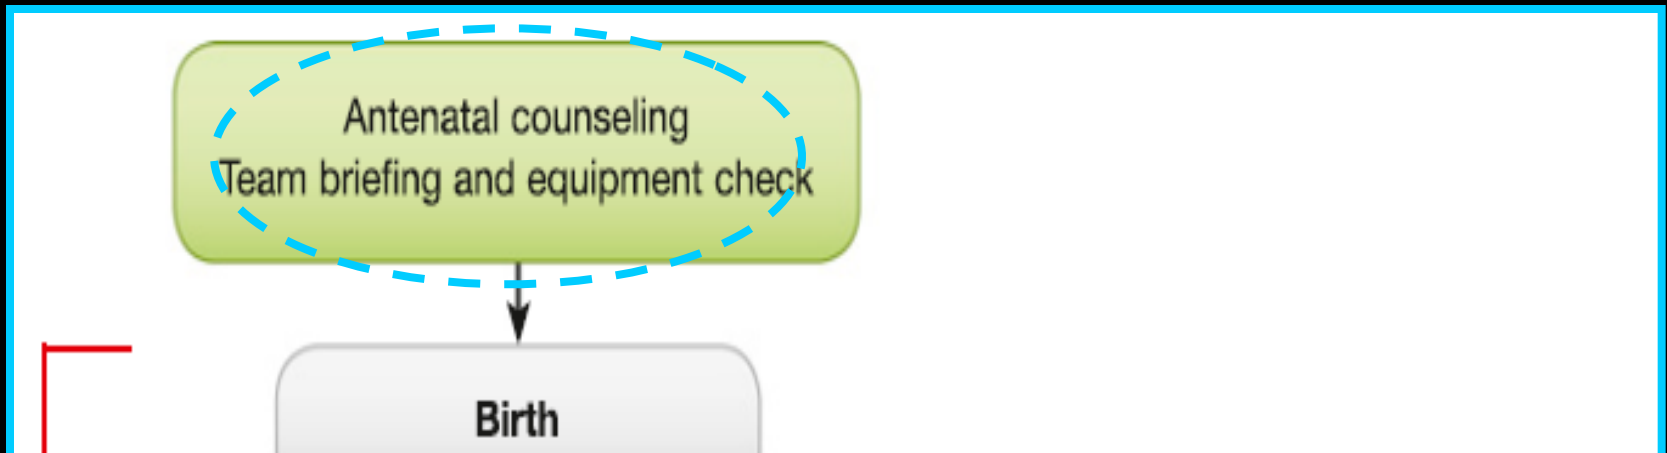 Antenatal counseling
Team briefing and equipment check
Birth